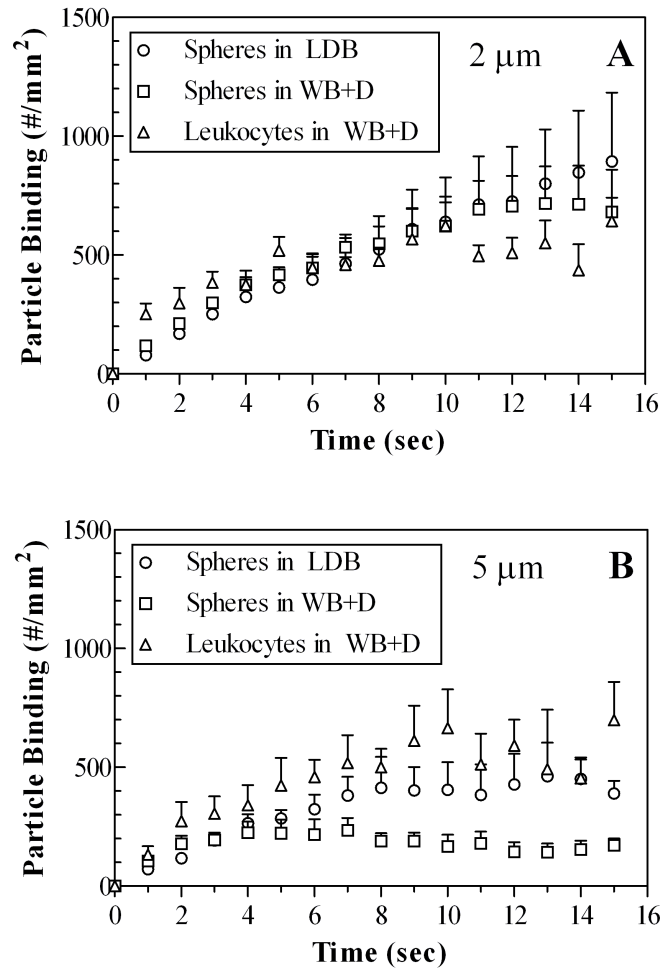 1500
1000
500
0
Particle Binding (#/mm²)
Spheres in LDB
Spheres in WB+D
Leukocytes in WB+D
2 µm
A
0 2 4 6 8 10 12 14 16
Time (sec)
1500
1000
500
0
Particle Binding (#/mm²)
Spheres in LDB
Spheres in WB+D
Leukocytes in WB+D
5 µm
B
0 2 4 6 8 10 12 14 16
Time (sec)